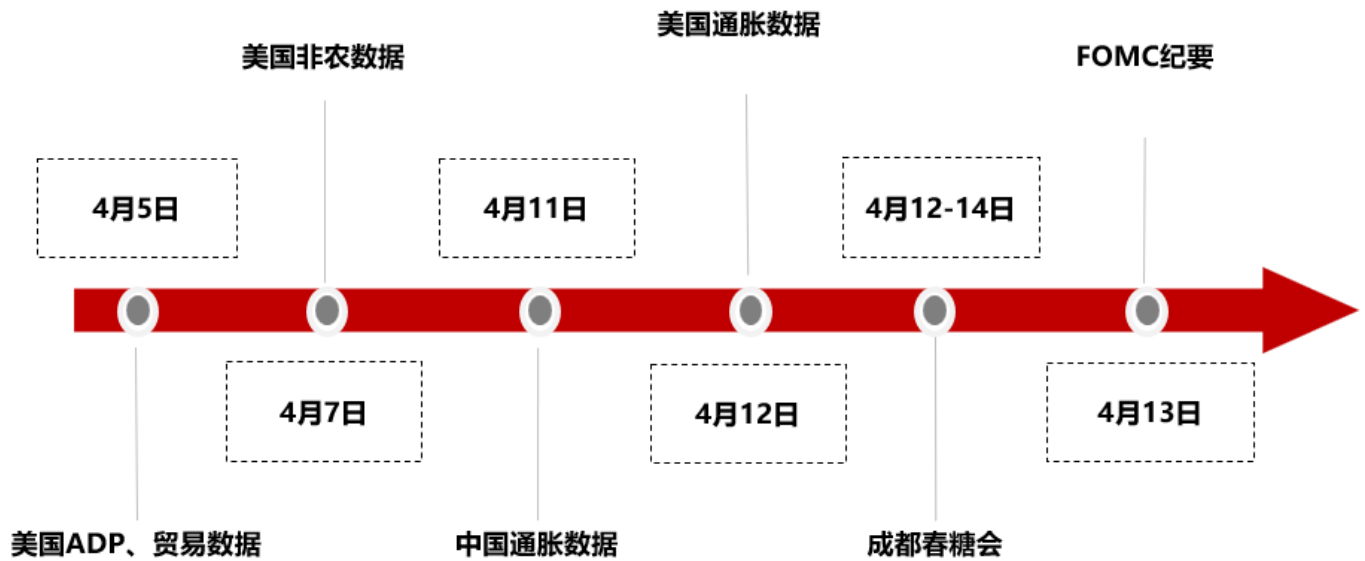 美国通胀数据
美国非农数据
FOMC纪要
4月5日
4月11日
4月12-14日
4月7日
4月12日
4月13日
美国ADP、贸易数据
中国通胀数据
成都春糖会